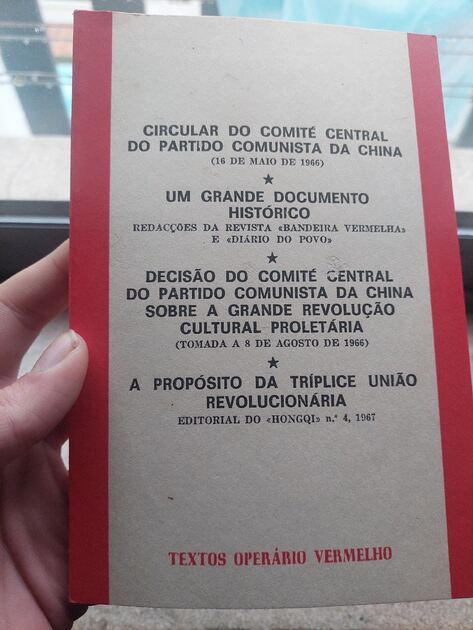 CIRCULAR DO COMITÉ CENTRAL
DO PARTIDO COMUNISTA DA CHINA
(16 DE MAIO DE 1966)
★
UM GRANDE DOCUMENTO
HISTÓRICO
REDACÇÕES DA REVISTA «BANDEIRA VERMELHA»
E «DIÁRIO DO POVO»
★
DECISÃO DO COMITÉ CENTRAL
DO PARTIDO COMUNISTA DA CHINA
SOBRE A GRANDE REVOLUÇÃO
CULTURAL PROLETÁRIA
(TOMADA A 8 DE AGOSTO DE 1966)
★
A PROPÓSITO DA TRÍPLICE UNIÃO
REVOLUCIONÁRIA
EDITORIAL DO «HONGQI» n.º 4, 1967
TEXTOS OPERÁRIO VERMELHO